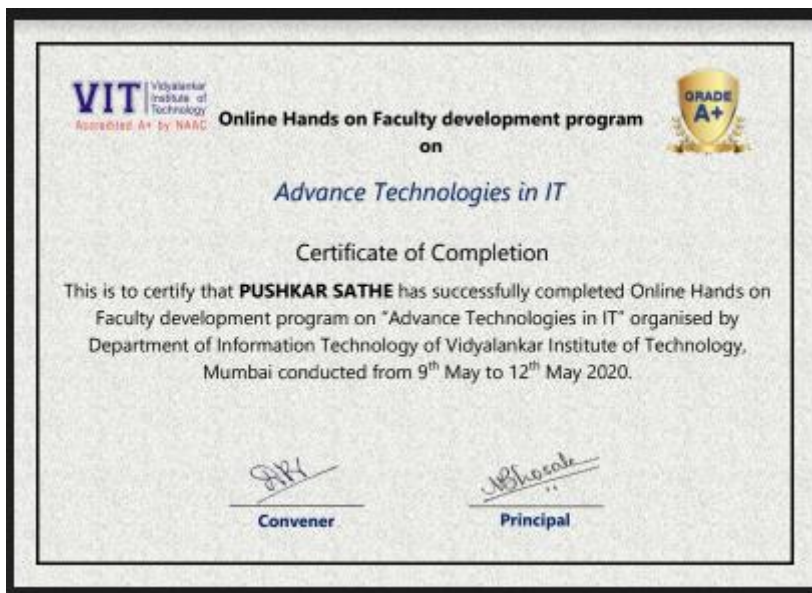 VIT
Vidyalankar
Institute of
Technology
Accredited A+ by NAAC
GRADE
A+
Online Hands on Faculty development program
on
Advance Technologies in IT
Certificate of Completion
This is to certify that PUSHKAR SATHE has successfully completed Online Hands on
Faculty development program on "Advance Technologies in IT" organised by
Department of Information Technology of Vidyalankar Institute of Technology,
Mumbai conducted from 9th May to 12th May 2020.
Convener
Principal